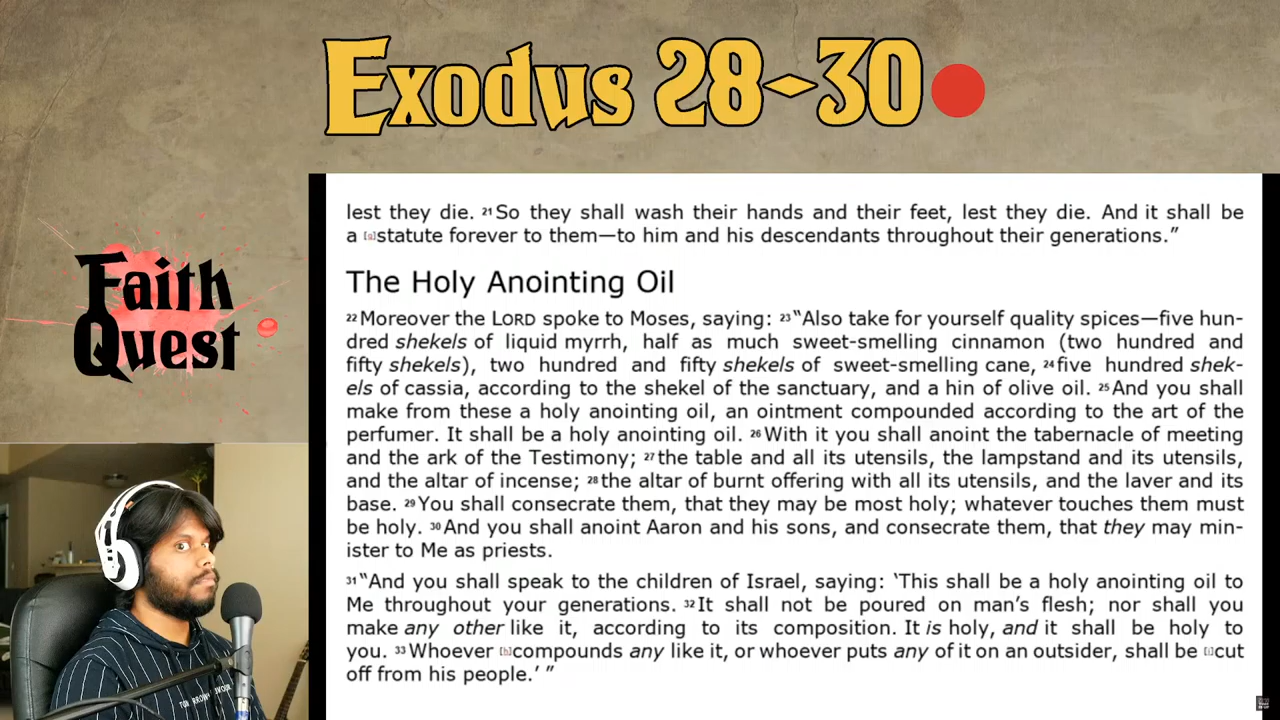 Exodus 28-30
lest they die. 21 So they shall wash their hands and their feet, lest they die. And it shall be
a [g]statute forever to them—to him and his descendants throughout their generations.”
Faith
Quest
The Holy Anointing Oil
22 Moreover the LORD spoke to Moses, saying: 23 “Also take for yourself quality spices—five hun-
dred shekels of liquid myrrh, half as much sweet-smelling cinnamon (two hundred and
fifty shekels), two hundred and fifty shekels of sweet-smelling cane, 24 five hundred shek-
els of cassia, according to the shekel of the sanctuary, and a hin of olive oil. 25 And you shall
make from these a holy anointing oil, an ointment compounded according to the art of the
perfumer. It shall be a holy anointing oil. 26 With it you shall anoint the tabernacle of meeting
and the ark of the Testimony; 27 the table and all its utensils, the lampstand and its utensils,
and the altar of incense; 28 the altar of burnt offering with all its utensils, and the laver and its
base. 29 You shall consecrate them, that they may be most holy; whatever touches them must
be holy. 30 And you shall anoint Aaron and his sons, and consecrate them, that they may min-
ister to Me as priests.
31 “And you shall speak to the children of Israel, saying: ‘This shall be a holy anointing oil to
Me throughout your generations. 32 It shall not be poured on man’s flesh; nor shall you
make any other like it, according to its composition. It is holy, and it shall be holy to
you. 33 Whoever [h]compounds any like it, or whoever puts any of it on an outsider, shall be [i]cut
off from his people.’ ”